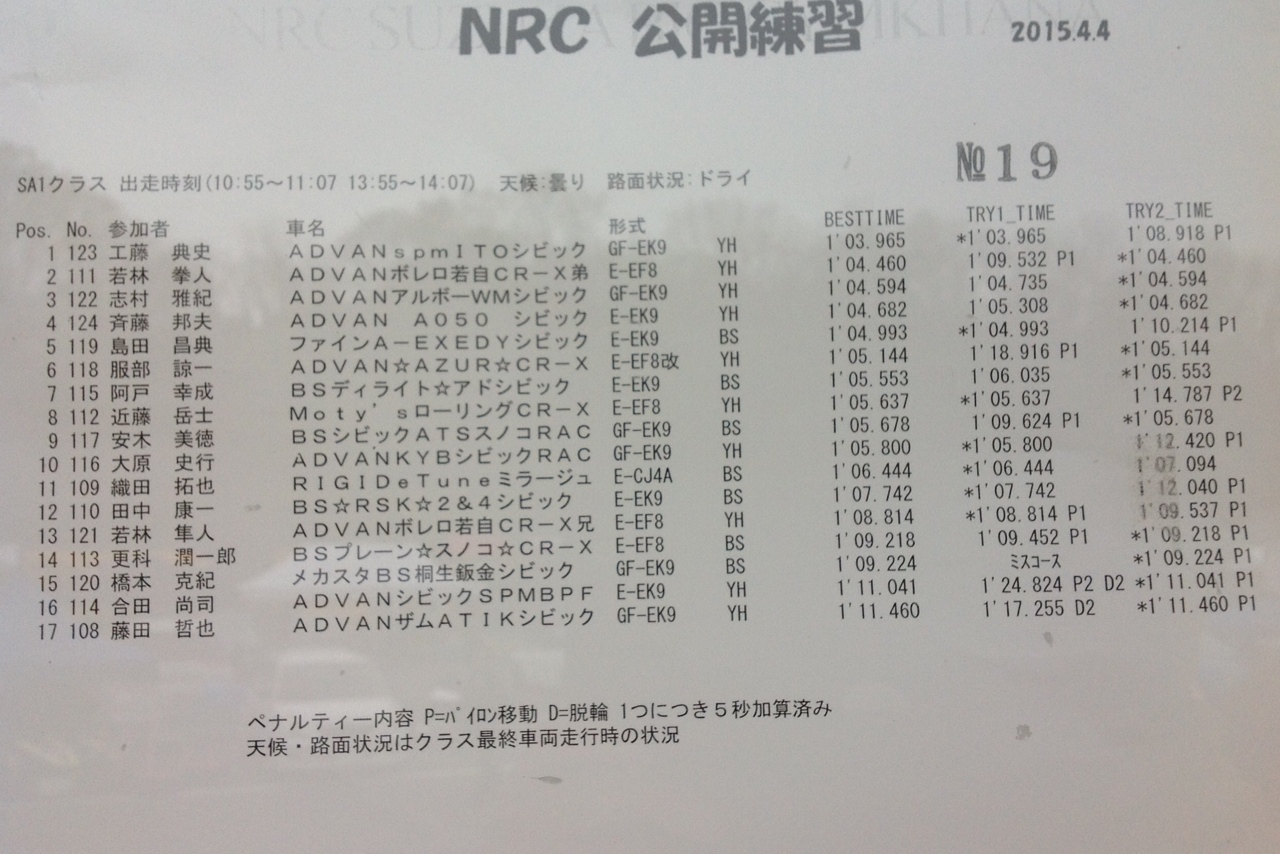 NRC 公開練習 2015.4.4
№19
SA1クラス 出走時刻(10:55～11:07 13:55～14:07) 天候:曇り 路面状況:ドライ
Pos. No. 参加者 車名 形式 BESTTIME TRY1_TIME TRY2_TIME
1 123 工藤 典史 ADVANspmITOシビック GF-EK9 YH 1'03.965 *1'03.965 1'08.918 P1
2 111 若林 拳人 ADVANボレロ若自CR-X弟 E-EF8 YH 1'04.460 1'09.532 P1 *1'04.460
3 122 志村 雅紀 ADVANアルボーWMシビック GF-EK9 YH 1'04.594 1'04.735 *1'04.594
4 124 斉藤 邦夫 ADVAN A050 シビック E-EK9 YH 1'04.682 1'05.308 *1'04.682
5 119 島田 昌典 ファインA-EXEDYシビック E-EK9 BS 1'04.993 *1'04.993 1'10.214 P1
6 118 服部 諒一 ADVAN☆AZUR☆CR-X E-EF8改 YH 1'05.144 1'18.916 P1 *1'05.144
7 115 阿戸 幸成 BSディライト☆アドシビック E-EK9 BS 1'05.553 1'06.035 *1'05.553
8 112 近藤 岳士 Moty'sローリングCR-X E-EF8 YH 1'05.637 *1'05.637 1'14.787 P2
9 117 安木 美徳 BSシビックATSスノコRAC GF-EK9 BS 1'05.678 1'09.624 P1 *1'05.678
10 116 大原 史行 ADVANKYBシビックRAC GF-EK9 YH 1'05.800 *1'05.800 1'12.420 P1
11 109 織田 拓也 RIGIDeTuneミラージュ E-CJ4A BS 1'06.444 *1'06.444 1'07.094
12 110 田中 康一 BS☆RSK☆2&4シビック E-EK9 BS 1'07.742 *1'07.742 1'12.040 P1
13 121 若林 隼人 ADVANボレロ若自CR-X兄 E-EF8 YH 1'08.814 *1'08.814 P1 1'09.537 P1
14 113 更科 潤一郎 BSプレーン☆スノコ☆CR-X E-EF8 BS 1'09.218 1'09.452 P1 *1'09.218 P1
15 120 橋本 克紀 メカスタBS桐生鈑金シビック GF-EK9 BS 1'09.224 ﾐｽｺｰｽ *1'09.224 P1
16 114 合田 尚司 ADVANシビックSPMBPF E-EK9 YH 1'11.041 1'24.824 P2 D2 *1'11.041 P1
17 108 藤田 哲也 ADVANザムATIKシビック GF-EK9 YH 1'11.460 1'17.255 D2 *1'11.460 P1
ペナルティー内容 P=ﾊﾟｲﾛﾝ移動 D=脱輪 1つにつき5秒加算済み
天候・路面状況はクラス最終車両走行時の状況